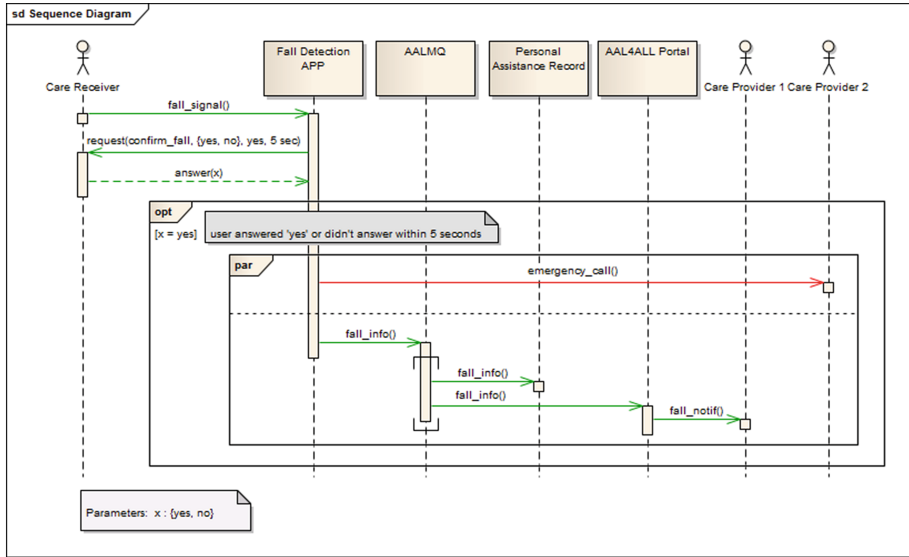 sd Sequence Diagram
Care Receiver
Fall Detection
APP
AALMQ
Personal
Assistance Record
AAL4ALL Portal
Care Provider 1
Care Provider 2
fall_signal()
request(confirm_fall, {yes, no}, yes, 5 sec)
answer(x)
opt
[x = yes]
user answered 'yes' or didn't answer within 5 seconds
par
emergency_call()
fall_info()
fall_info()
fall_info()
fall_notif()
Parameters: x : {yes, no}